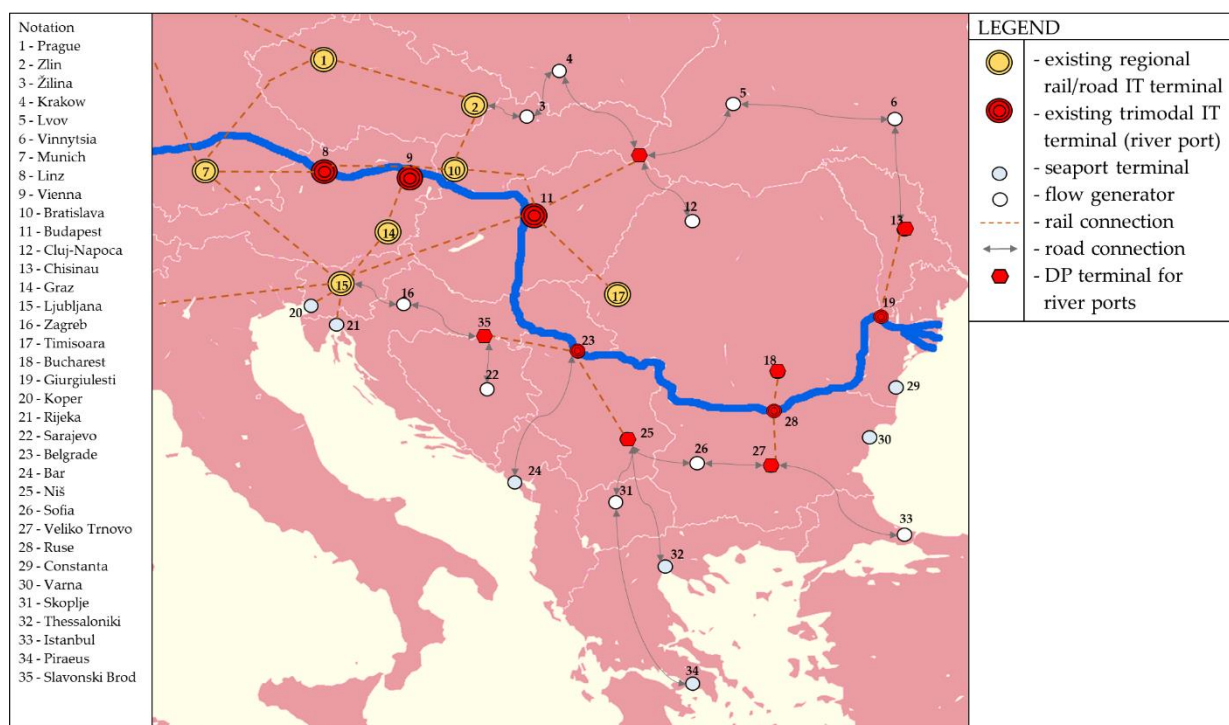 Notation
1 - Prague
2 - Zlin
3 - Žilina
4 - Krakow
5 - Lvov
6 - Vinnytsia
7 - Munich
8 - Linz
9 - Vienna
10 - Bratislava
11 - Budapest
12 - Cluj-Napoca
13 - Chisinau
14 - Graz
15 - Ljubljana
16 - Zagreb
17 - Timisoara
18 - Bucharest
19 - Giurgiulesti
20 - Koper
21 - Rijeka
22 - Sarajevo
23 - Belgrade
24 - Bar
25 - Niš
26 - Sofia
27 - Veliko Trnovo
28 - Ruse
29 - Constanta
30 - Varna
31 - Skoplje
32 - Thessaloniki
33 - Istanbul
34 - Piraeus
35 - Slavonski Brod
1
4
2
3
5
6
7
8
9
10
11
12
13
14
15
16
17
20
21
35
22
23
18
19
28
29
30
24
25
26
27
31
32
33
34
LEGEND
- existing regional
rail/road IT terminal
- existing trimodal IT
terminal (river port)
- seaport terminal
- flow generator
- rail connection
- road connection
- DP terminal for
river ports